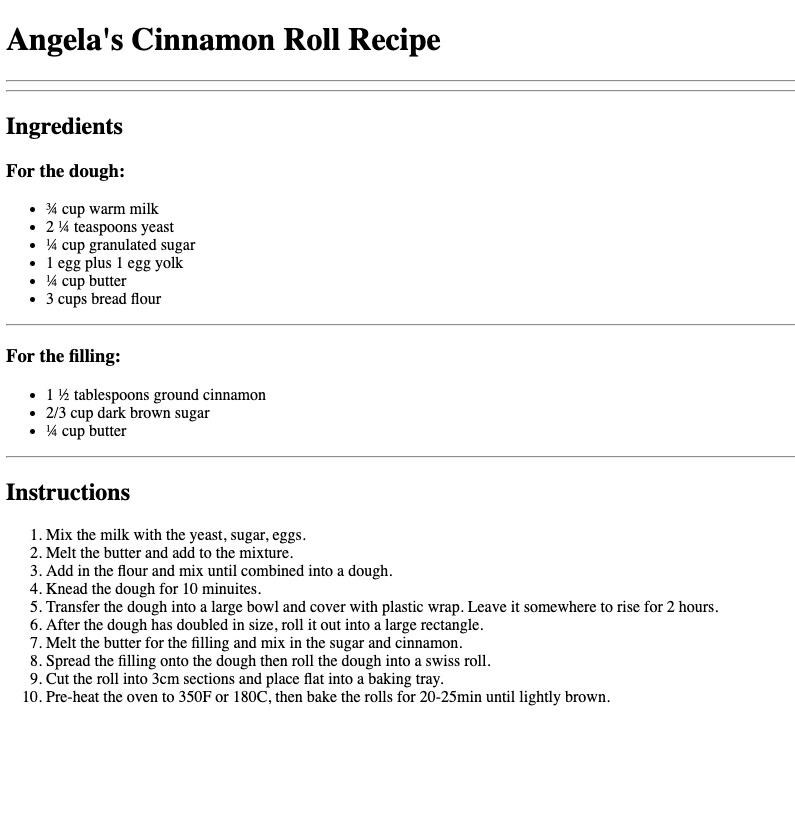 Angela's Cinnamon Roll Recipe
Ingredients
For the dough:
• ¾ cup warm milk
• 2 ¼ teaspoons yeast
• ¼ cup granulated sugar
• 1 egg plus 1 egg yolk
• ¼ cup butter
• 3 cups bread flour
For the filling:
• 1 ½ tablespoons ground cinnamon
• 2/3 cup dark brown sugar
• ¼ cup butter
Instructions
1. Mix the milk with the yeast, sugar, eggs.
2. Melt the butter and add to the mixture.
3. Add in the flour and mix until combined into a dough.
4. Knead the dough for 10 minuites.
5. Transfer the dough into a large bowl and cover with plastic wrap. Leave it somewhere to rise for 2 hours.
6. After the dough has doubled in size, roll it out into a large rectangle.
7. Melt the butter for the filling and mix in the sugar and cinnamon.
8. Spread the filling onto the dough then roll the dough into a swiss roll.
9. Cut the roll into 3cm sections and place flat into a baking tray.
10. Pre-heat the oven to 350F or 180C, then bake the rolls for 20-25min until lightly brown.